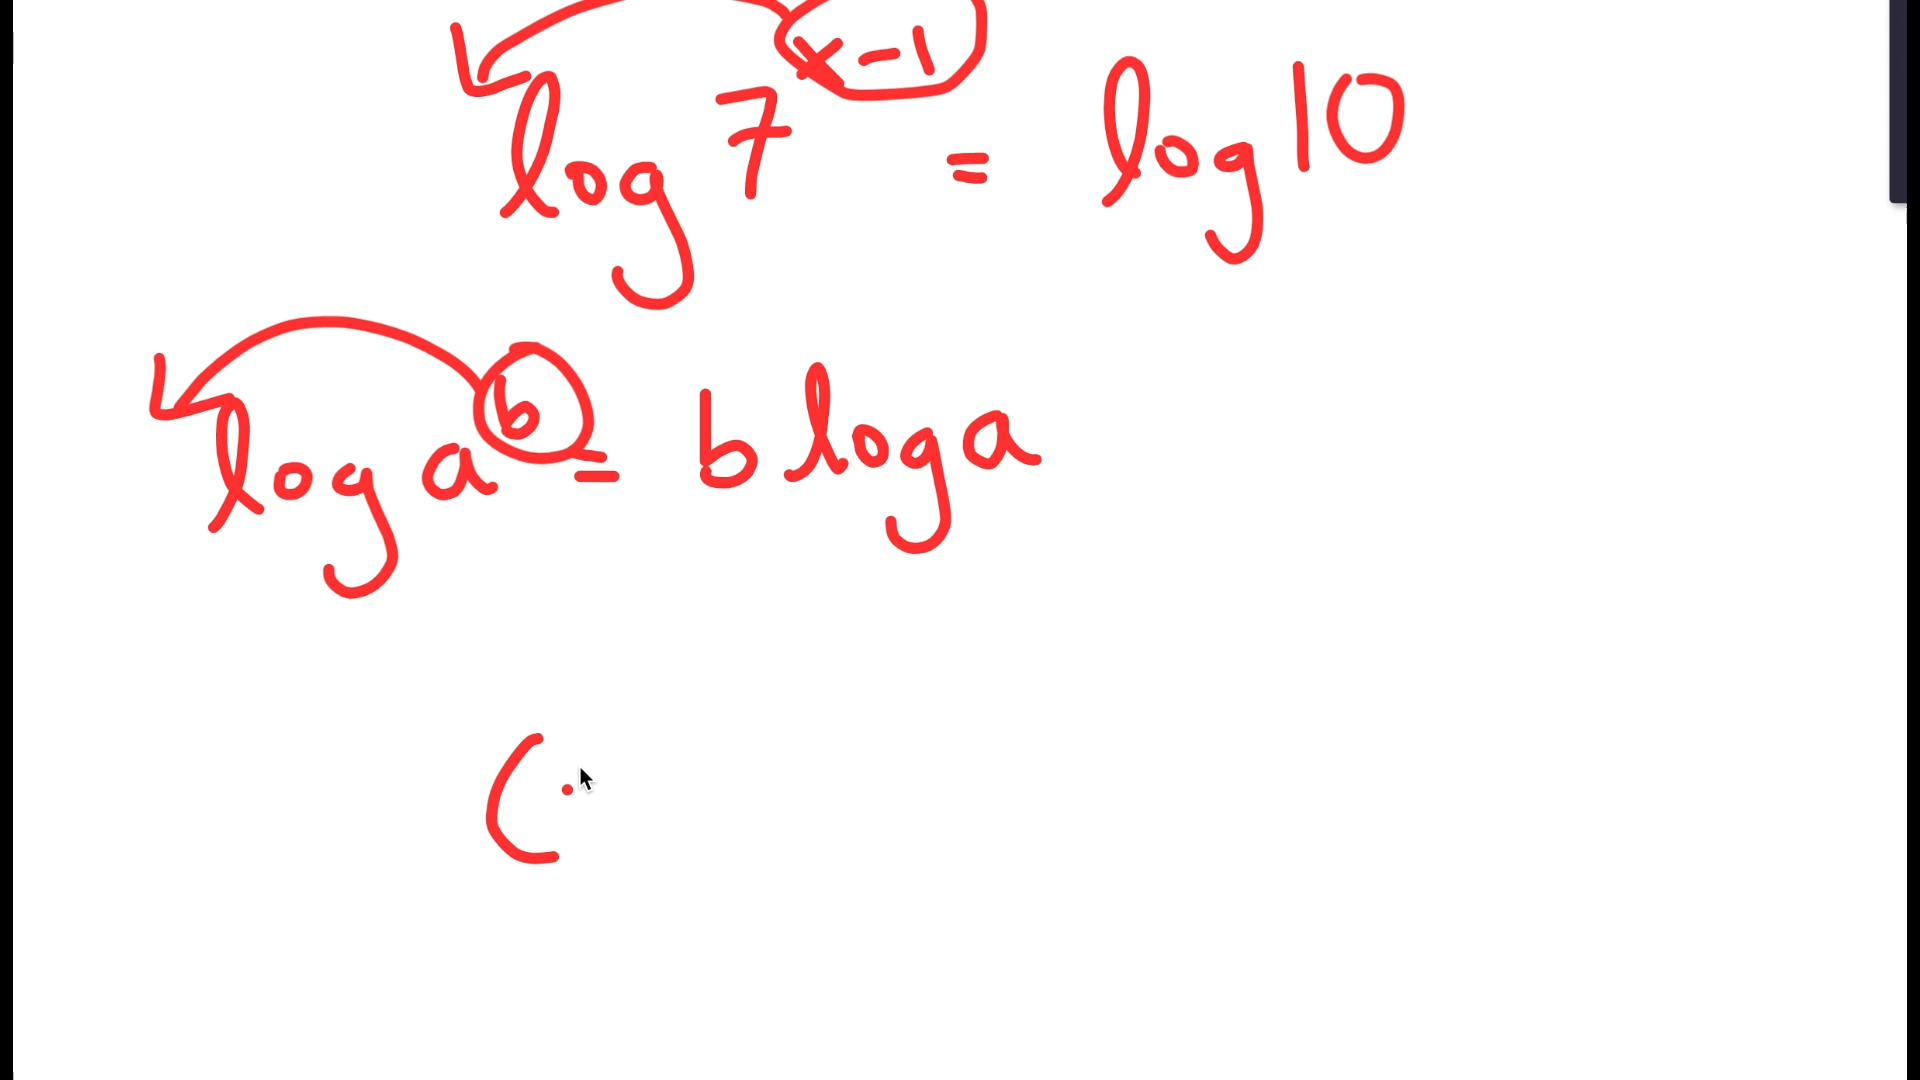 log 7^{x-1} = log 10
log a^{b} = b log a
(